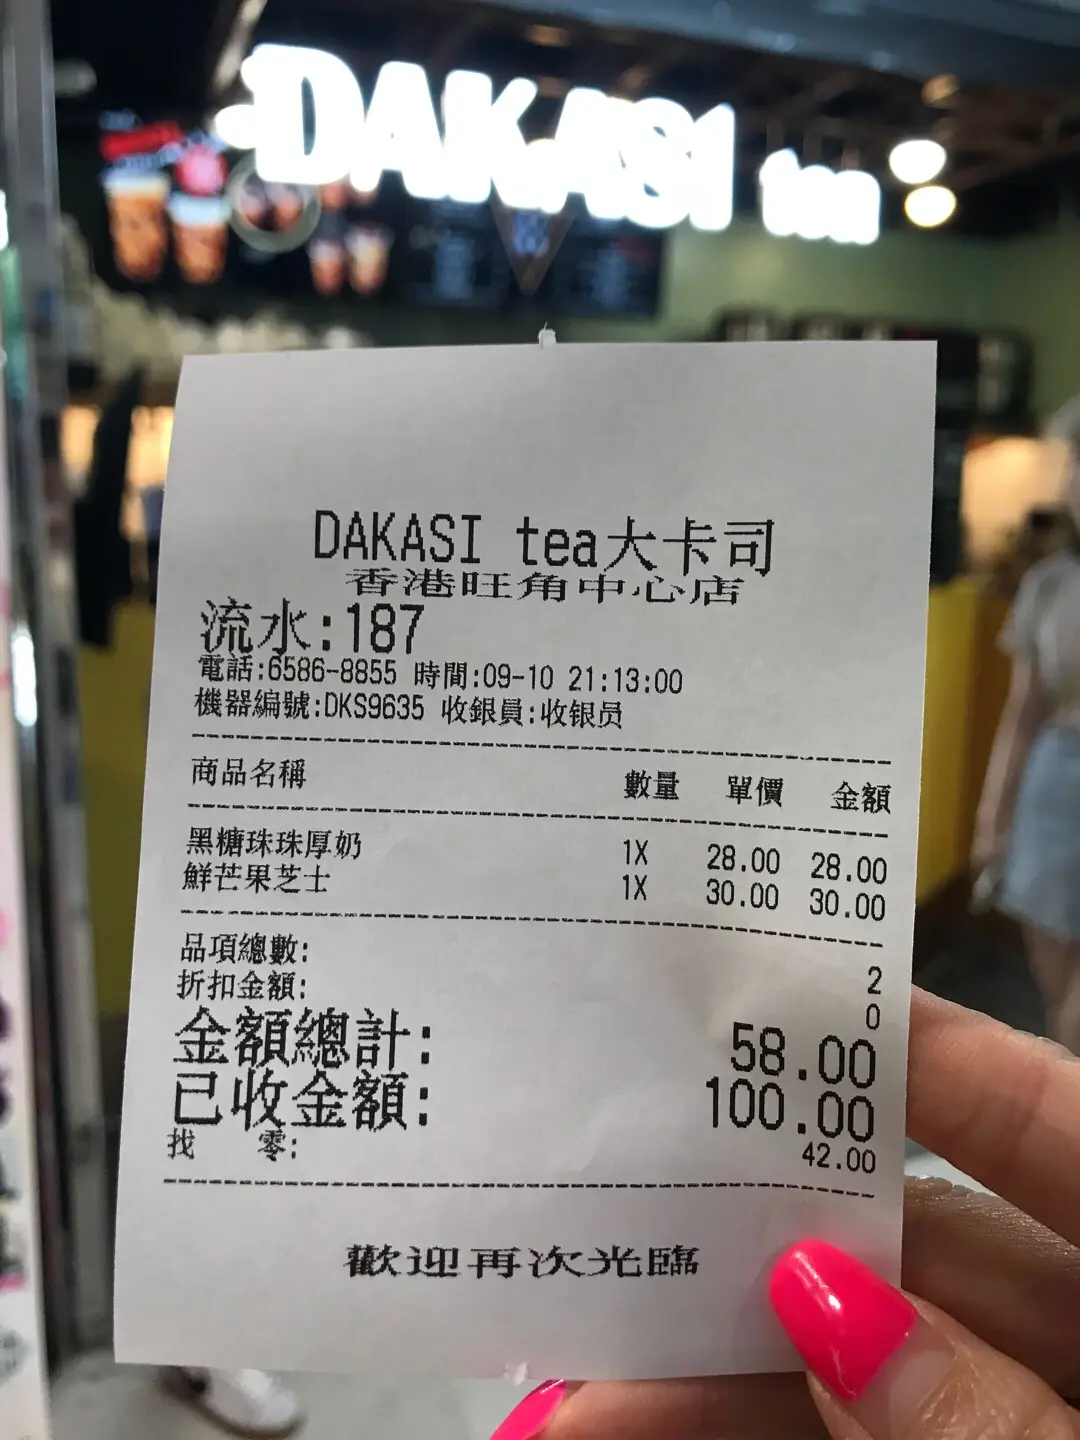 DAKASI tea
DAKASI tea大卡司
香港旺角中心店
流水:187
電話:6586-8855 時間:09-10 21:13:00
機器編號:DKS9635 收銀員:收银员
商品名稱 數量 單價 金額
黑糖珠珠厚奶 1X 28.00 28.00
鮮芒果芝士 1X 30.00 30.00
品項總數: 2
折扣金額: 0
金額總計: 58.00
已收金額: 100.00
找 零: 42.00
歡迎再次光臨